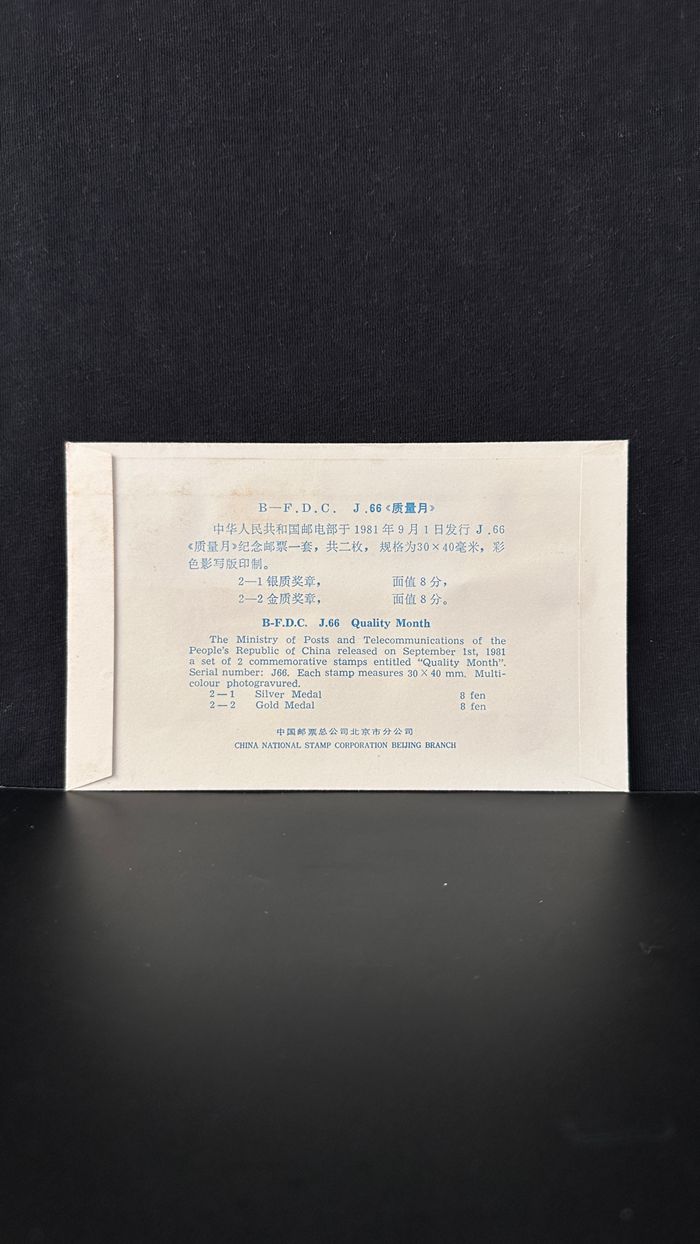 B—F.D.C. J.66《质量月》
中华人民共和国邮电部于1981年9月1日发行 J.66
《质量月》纪念邮票一套，共二枚，规格为30×40毫米，彩
色影写版印制。
2—1 银质奖章， 面值8分，
2—2 金质奖章， 面值8分。
B-F.D.C. J.66 Quality Month
The Ministry of Posts and Telecommunications of the
People's Republic of China released on September 1st, 1981
a set of 2 commemorative stamps entitled “Quality Month”.
Serial number: J66. Each stamp measures 30×40 mm. Multi-
colour photogravured.
2—1 Silver Medal 8 fen
2—2 Gold Medal 8 fen
中国邮票总公司北京市分公司
CHINA NATIONAL STAMP CORPORATION BEIJING BRANCH